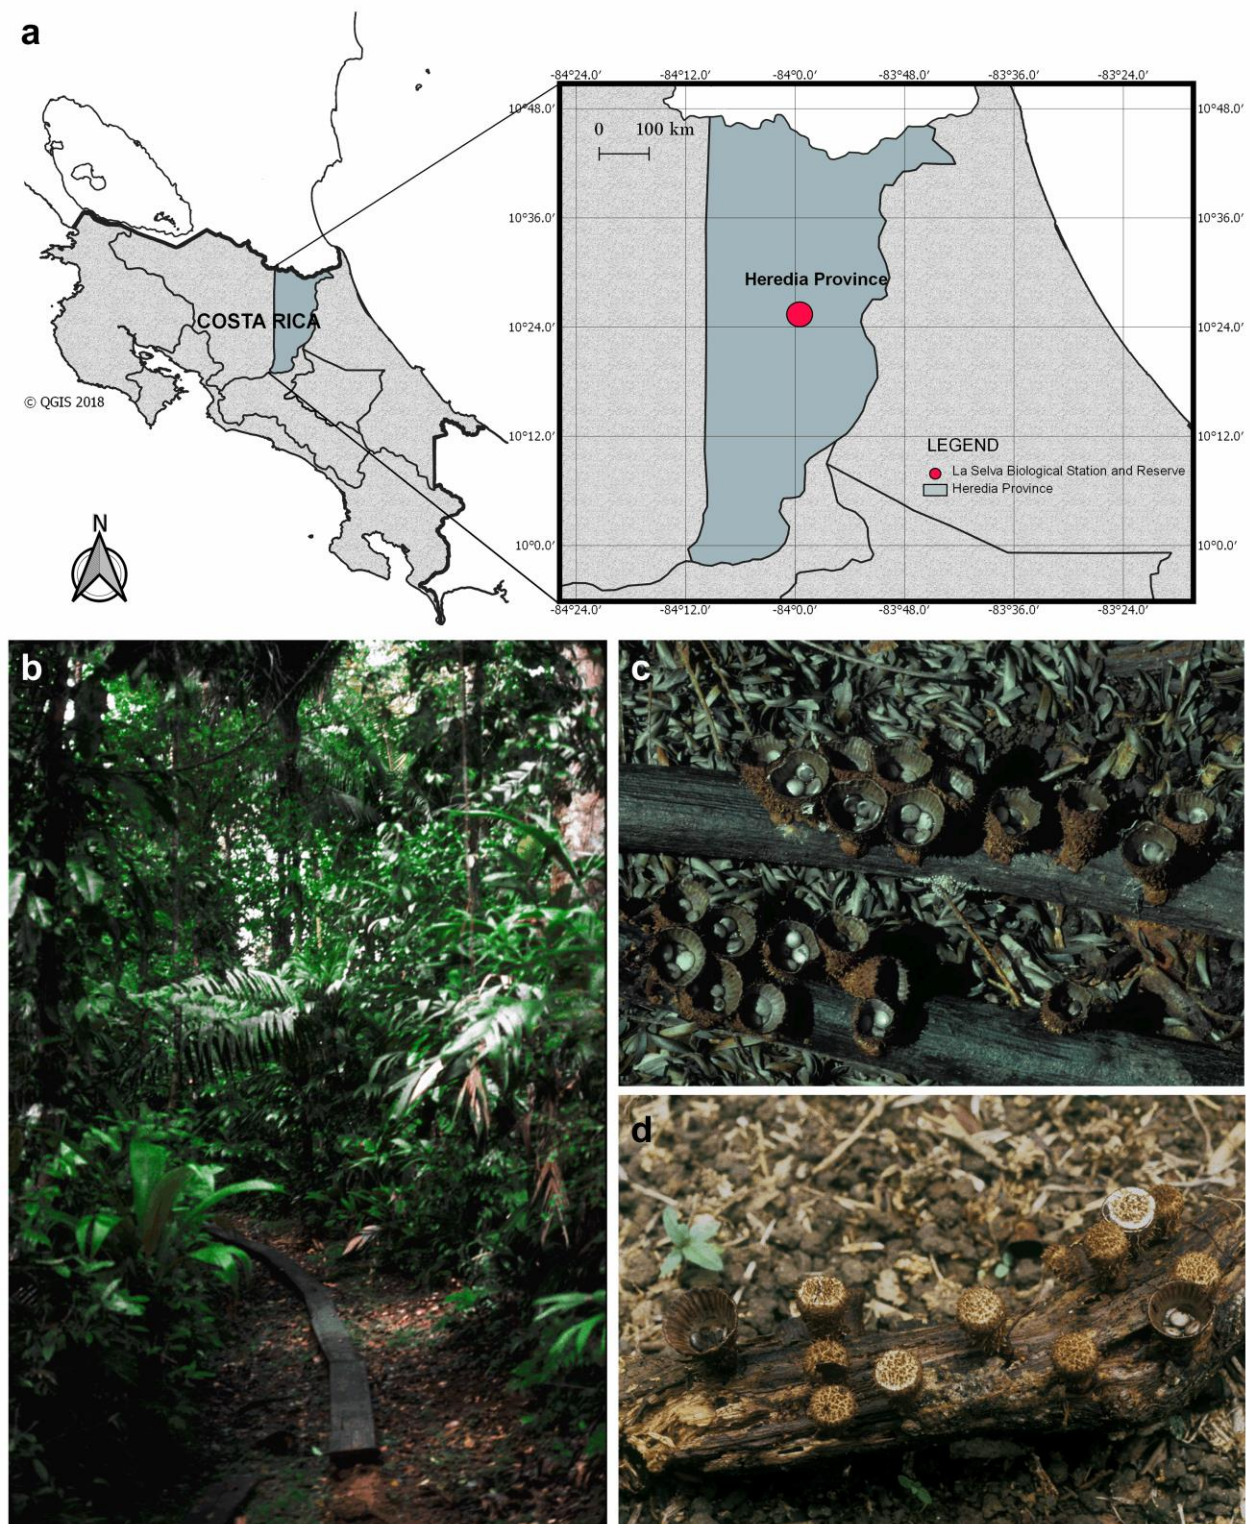 a
-84°24.0' -84°12.0' -84°0.0' -83°48.0' -83°36.0' -83°24.0'
10°48.0' 10°48.0'
0 100 km
10°36.0' 10°36.0'
Heredia Province
COSTA RICA
10°24.0' 10°24.0'
© QGIS 2018
10°12.0' 10°12.0'
LEGEND
La Selva Biological Station and Reserve
Heredia Province
N
10°0.0' 10°0.0'
-84°24.0' -84°12.0' -84°0.0' -83°48.0' -83°36.0' -83°24.0'
b
c
d